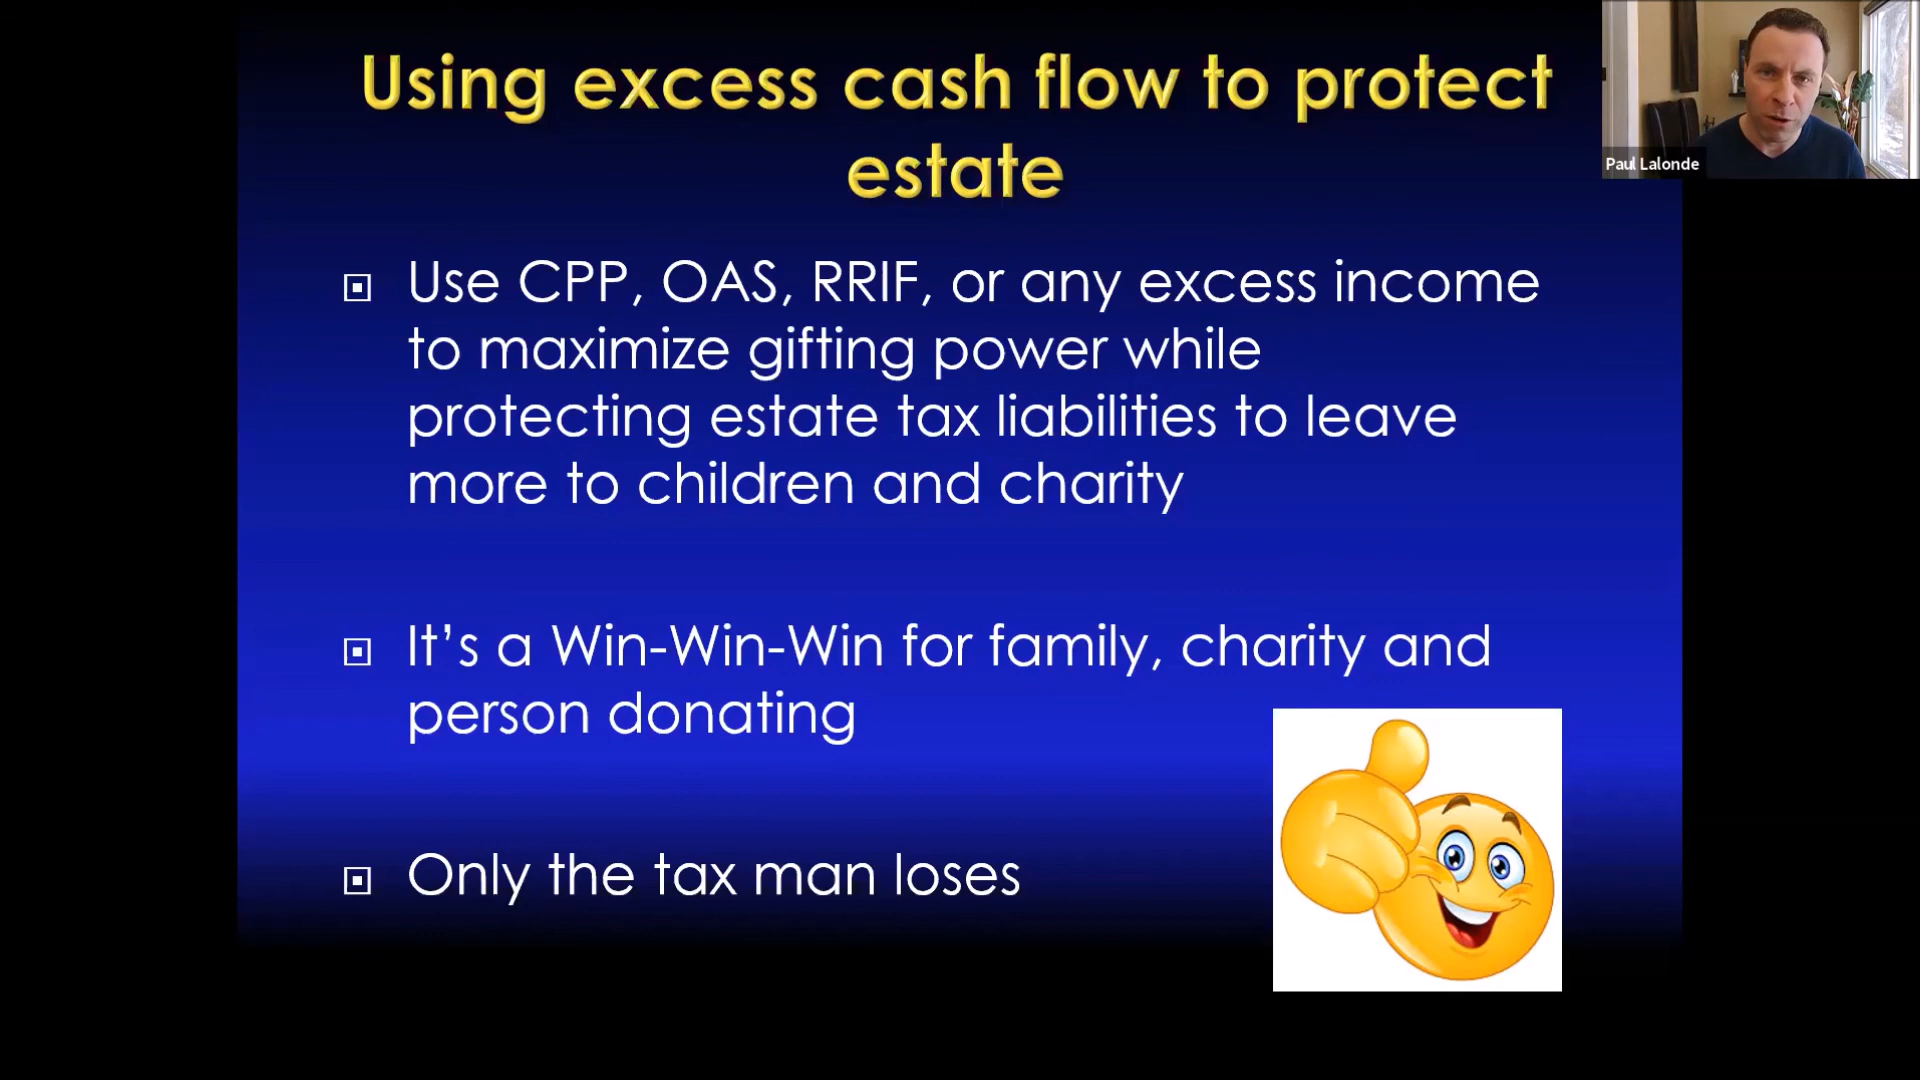 Using excess cash flow to protect
estate
Paul Lalonde
Use CPP, OAS, RRIF, or any excess income
to maximize gifting power while
protecting estate tax liabilities to leave
more to children and charity
It’s a Win-Win-Win for family, charity and
person donating
Only the tax man loses